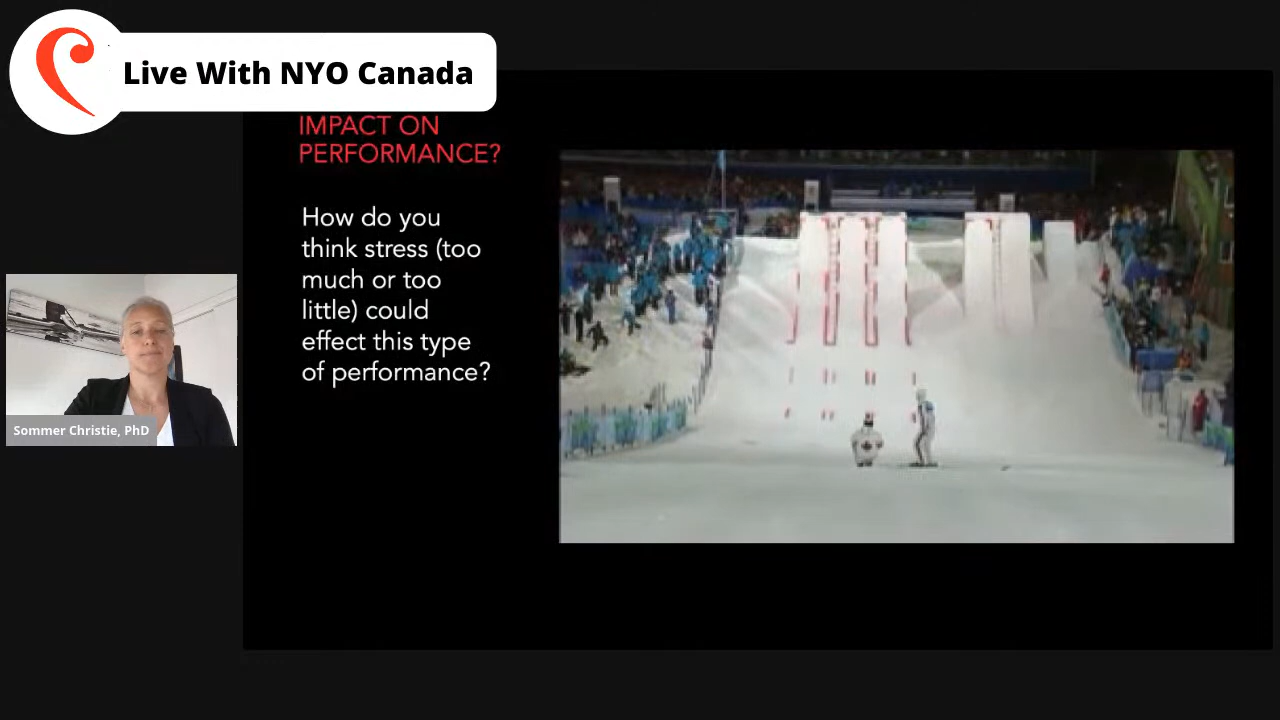 Live With NYO Canada
IMPACT ON
PERFORMANCE?
How do you
think stress (too
much or too
little) could
effect this type
of performance?
Sommer Christie, PhD